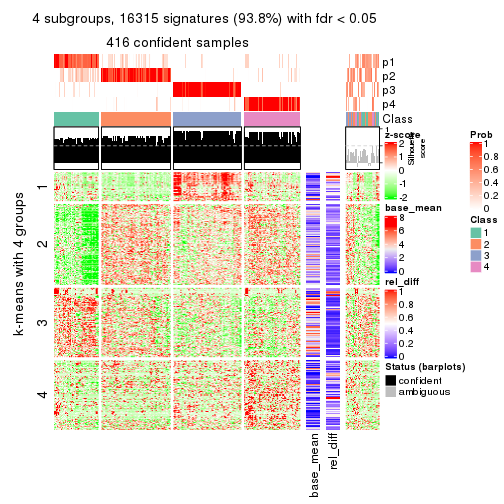 4 subgroups, 16315 signatures (93.8%) with fdr < 0.05
416 confident samples
p1
p2
p3
p4
Class
1
Silhouette score
k-means with 4 groups
1
2
3
4
base_mean
rel_diff
z-score
2
1
0
-1
-2
base_mean
8
6
4
2
0
rel_diff
1
0.8
0.6
0.4
0.2
0
Status (barplots)
confident
ambiguous
Prob
1
0.8
0.6
0.4
0.2
0
Class
1
2
3
4